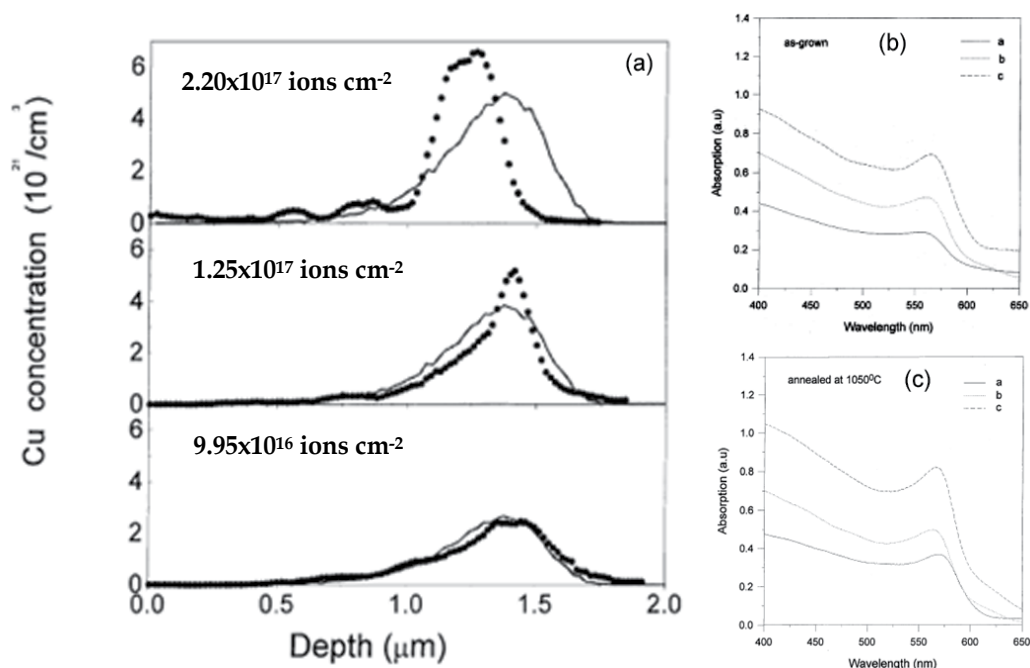 (a)
2.20x10¹⁷ ions cm⁻²
6
4
2
0
1.25x10¹⁷ ions cm⁻²
6
4
2
0
9.95x10¹⁶ ions cm⁻²
6
4
2
0
0.0 0.5 1.0 1.5 2.0
Depth (μm)
Cu concentration (10²¹/cm³)
(b)
as-grown
a
b
c
1.4
1.2
1.0
0.8
0.6
0.4
0.2
0.0
400 450 500 550 600 650
Wavelength (nm)
Absorption (a.u)
(c)
annealed at 1050⁰C
a
b
c
1.4
1.2
1.0
0.8
0.6
0.4
0.2
0.0
400 450 500 550 600 650
Wavelength (nm)
Absorption (a.u)